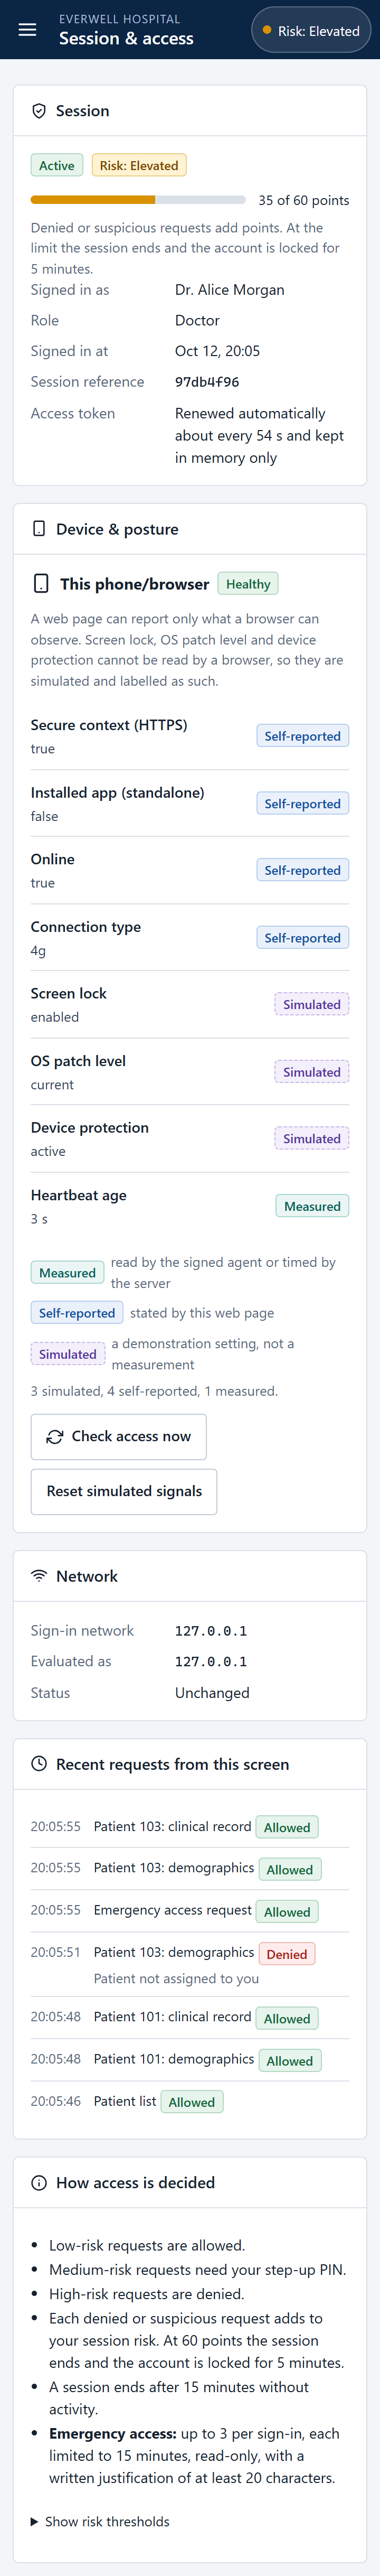 EVERWELL HOSPITAL
Session & access
Risk: Elevated
Session
Active
Risk: Elevated
35 of 60 points
Denied or suspicious requests add points. At the
limit the session ends and the account is locked for
5 minutes.
Signed in as Dr. Alice Morgan
Role Doctor
Signed in at Oct 12, 20:05
Session reference 97db4f96
Access token Renewed automatically
about every 54 s and kept
in memory only
Device & posture
This phone/browser Healthy
A web page can report only what a browser can
observe. Screen lock, OS patch level and device
protection cannot be read by a browser, so they are
simulated and labelled as such.
Secure context (HTTPS)
true
Self-reported
Installed app (standalone)
false
Self-reported
Online
true
Self-reported
Connection type
4g
Self-reported
Screen lock
enabled
Simulated
OS patch level
current
Simulated
Device protection
active
Simulated
Heartbeat age
3 s
Measured
Measured read by the signed agent or timed by
the server
Self-reported stated by this web page
Simulated a demonstration setting, not a
measurement
3 simulated, 4 self-reported, 1 measured.
Check access now
Reset simulated signals
Network
Sign-in network 127.0.0.1
Evaluated as 127.0.0.1
Status Unchanged
Recent requests from this screen
20:05:55 Patient 103: clinical record Allowed
20:05:55 Patient 103: demographics Allowed
20:05:55 Emergency access request Allowed
20:05:51 Patient 103: demographics Denied
Patient not assigned to you
20:05:48 Patient 101: clinical record Allowed
20:05:48 Patient 101: demographics Allowed
20:05:46 Patient list Allowed
How access is decided
• Low-risk requests are allowed.
• Medium-risk requests need your step-up PIN.
• High-risk requests are denied.
• Each denied or suspicious request adds to
your session risk. At 60 points the session
ends and the account is locked for 5 minutes.
• A session ends after 15 minutes without
activity.
• Emergency access: up to 3 per sign-in, each
limited to 15 minutes, read-only, with a
written justification of at least 20 characters.
Show risk thresholds